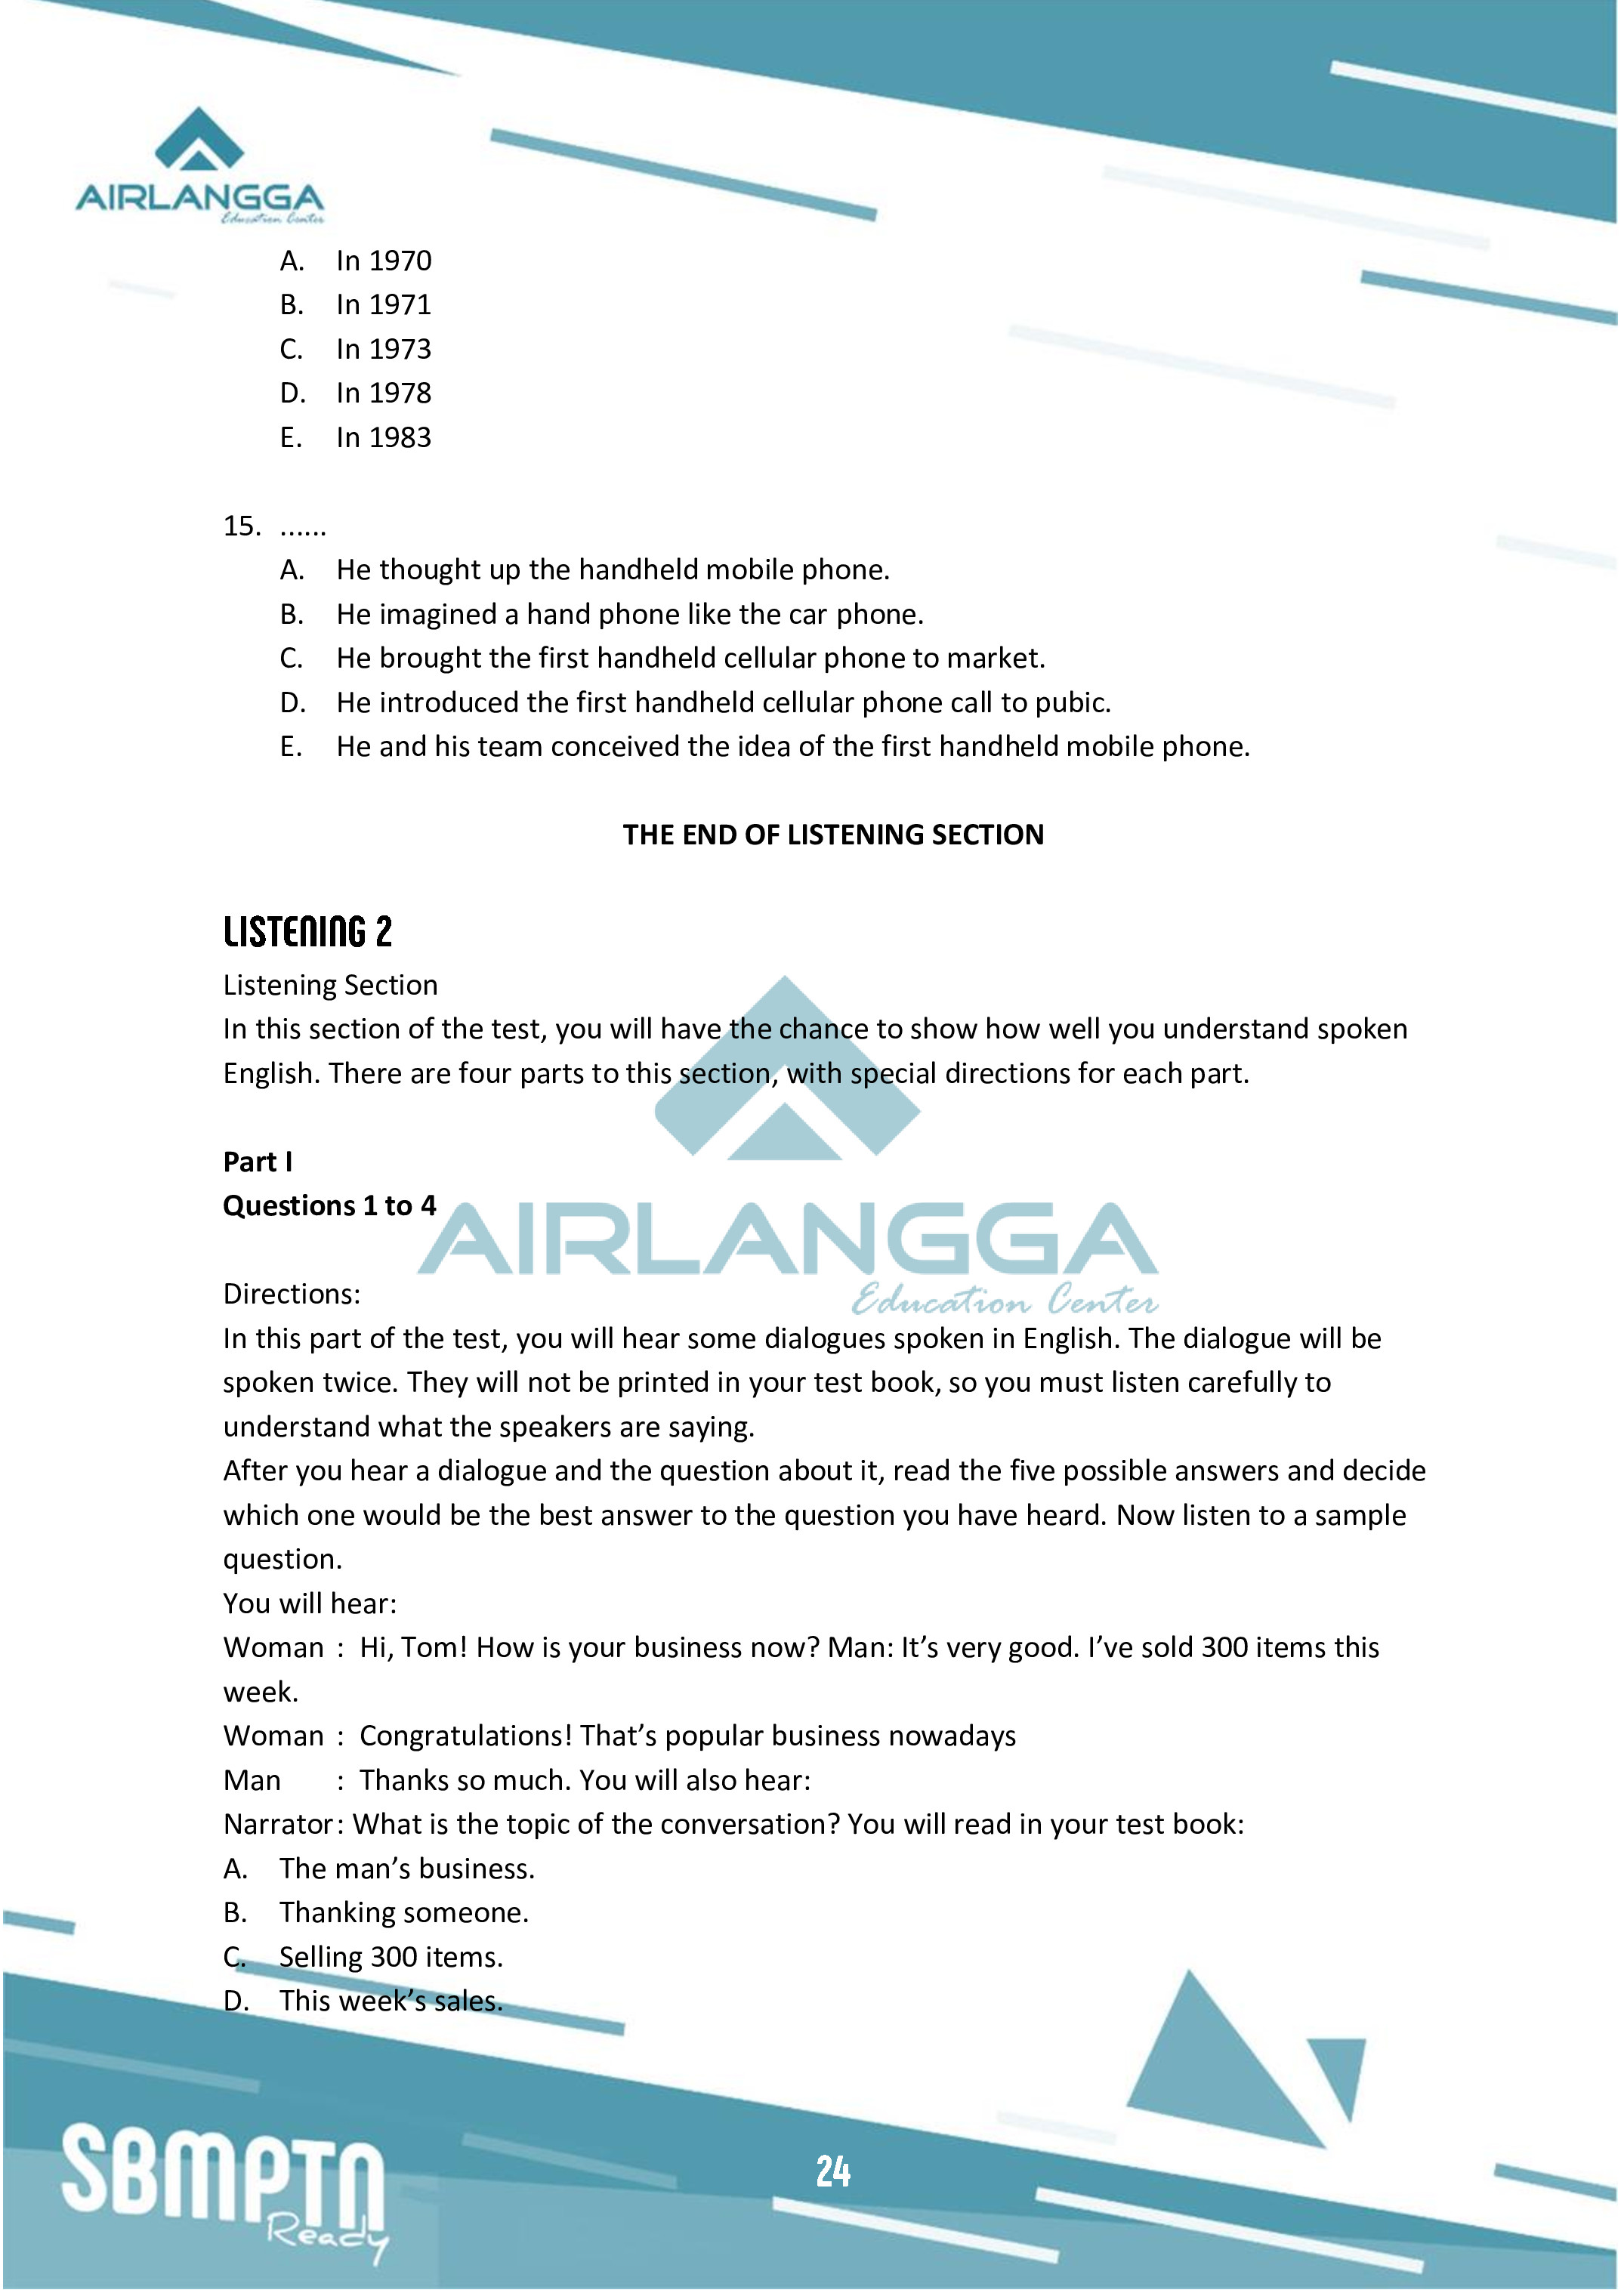 AIRLANGGA
Education Center
A. In 1970
B. In 1971
C. In 1973
D. In 1978
E. In 1983
15. ......
A. He thought up the handheld mobile phone.
B. He imagined a hand phone like the car phone.
C. He brought the first handheld cellular phone to market.
D. He introduced the first handheld cellular phone call to pubic.
E. He and his team conceived the idea of the first handheld mobile phone.
THE END OF LISTENING SECTION
LISTENING 2
Listening Section
In this section of the test, you will have the chance to show how well you understand spoken
English. There are four parts to this section, with special directions for each part.
Part I
Questions 1 to 4
AIRLANGGA
Education Center
Directions:
In this part of the test, you will hear some dialogues spoken in English. The dialogue will be
spoken twice. They will not be printed in your test book, so you must listen carefully to
understand what the speakers are saying.
After you hear a dialogue and the question about it, read the five possible answers and decide
which one would be the best answer to the question you have heard. Now listen to a sample
question.
You will hear:
Woman : Hi, Tom! How is your business now? Man: It’s very good. I’ve sold 300 items this
week.
Woman : Congratulations! That’s popular business nowadays
Man : Thanks so much. You will also hear:
Narrator: What is the topic of the conversation? You will read in your test book:
A. The man’s business.
B. Thanking someone.
C. Selling 300 items.
D. This week’s sales.
SBMPTN
Ready
24